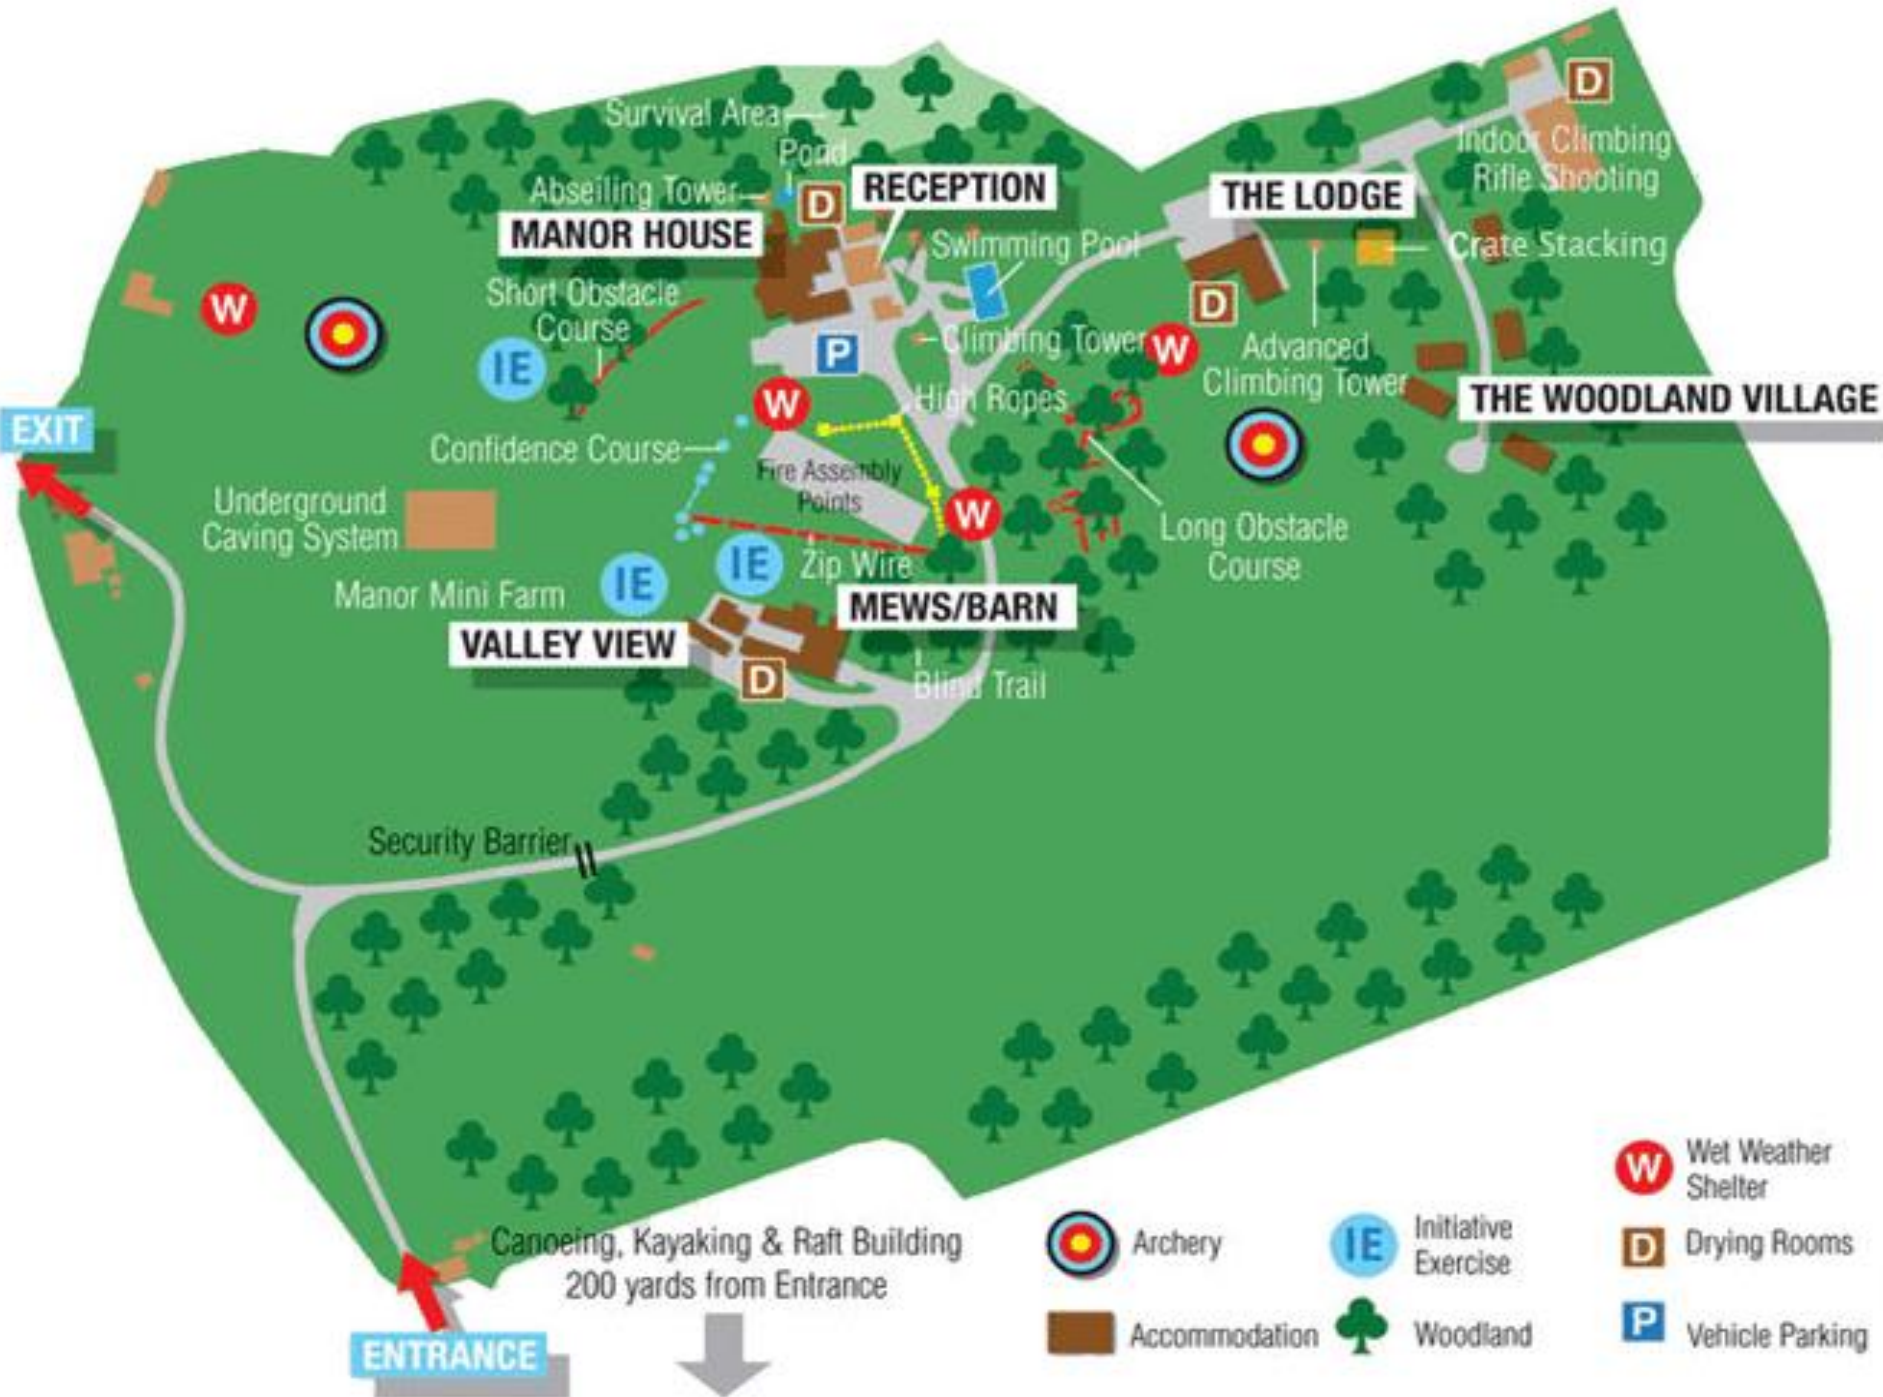 Survival Area
Pond
D
Indoor Climbing
Rifle Shooting
Abseiling Tower
D
RECEPTION
THE LODGE
MANOR HOUSE
Swimming Pool
Crate Stacking
Short Obstacle
Course
W
D
IE
P
Climbing Tower
W
Advanced
Climbing Tower
THE WOODLAND VILLAGE
W
High Ropes
EXIT
Confidence Course
Fire Assembly
Points
Underground
Caving System
W
Long Obstacle
Course
IE
IE
Zip Wire
Manor Mini Farm
MEWS/BARN
VALLEY VIEW
D
Blind Trail
Security Barrier
Canoeing, Kayaking & Raft Building
200 yards from Entrance
ENTRANCE
W
Wet Weather
Shelter
Archery
IE
Initiative
Exercise
D
Drying Rooms
Accommodation
Woodland
P
Vehicle Parking